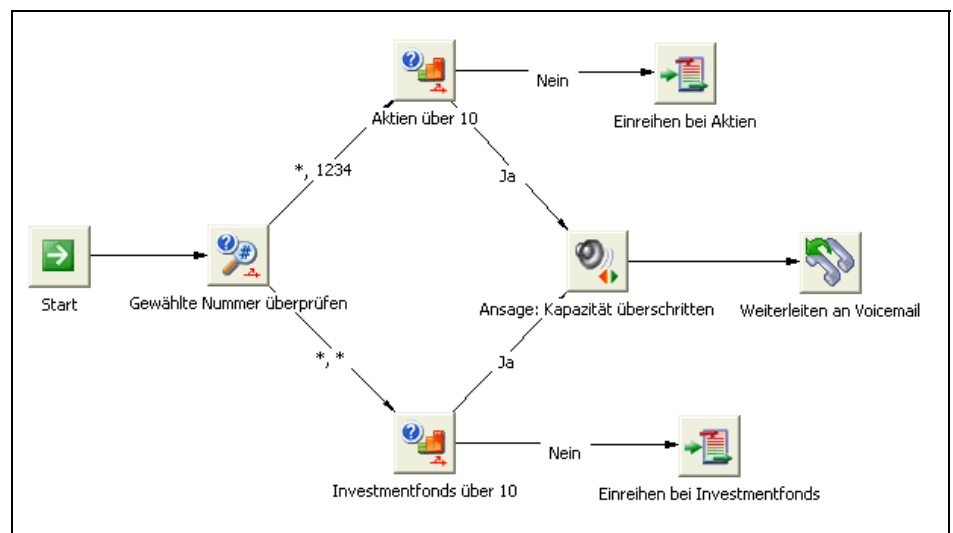 Nein
Aktien über 10
Einreihen bei Aktien
*, 1234
Ja
Start
Gewählte Nummer überprüfen
Ansage: Kapazität überschritten
Weiterleiten an Voicemail
*, *
Ja
Nein
Investmentfonds über 10
Einreihen bei Investmentfonds